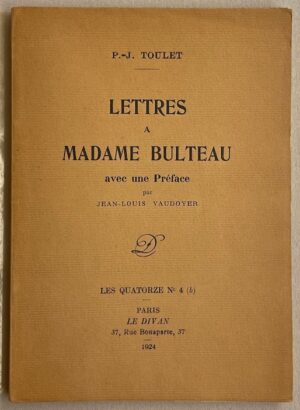 P.-J. TOULET
LETTRES
A
MADAME BULTEAU
avec une Préface
par
JEAN-LOUIS VAUDOYER
D
LES QUATORZE Nº 4 (b)
PARIS
LE DIVAN
37, Rue Bonaparte, 37
1924